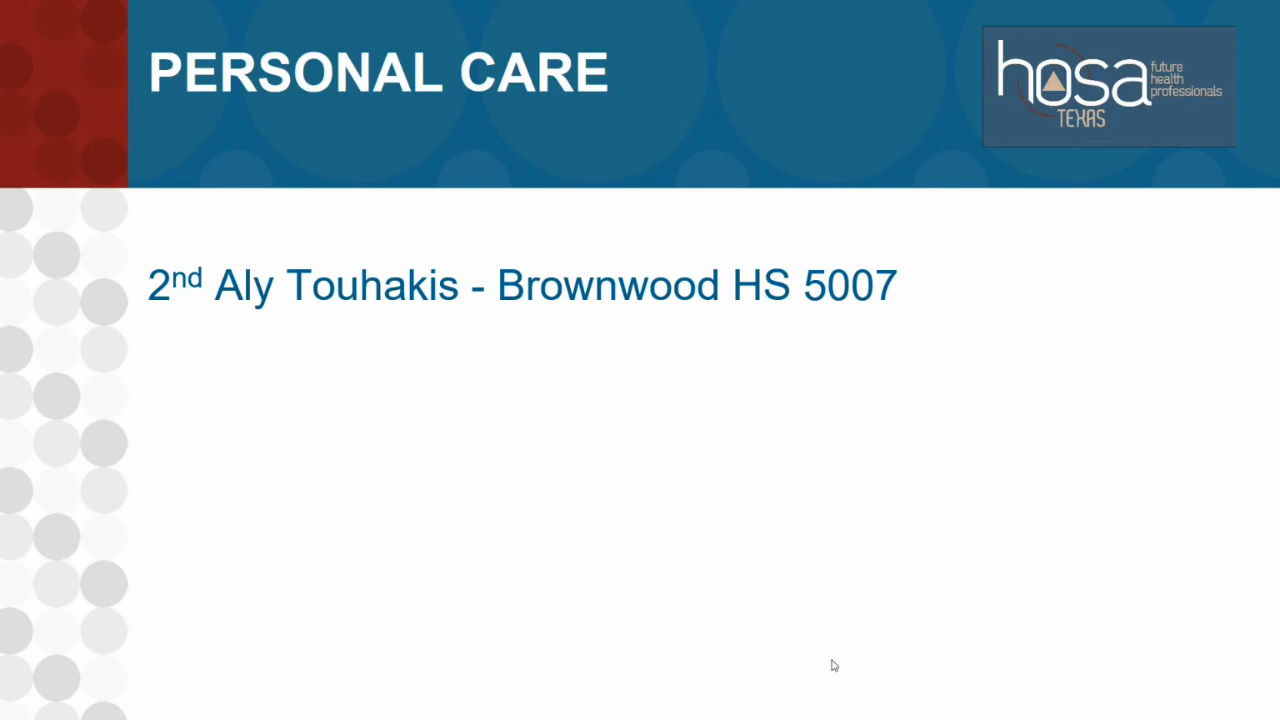 PERSONAL CARE
hosa
future
health
professionals
TEXAS
2nd Aly Touhakis - Brownwood HS 5007